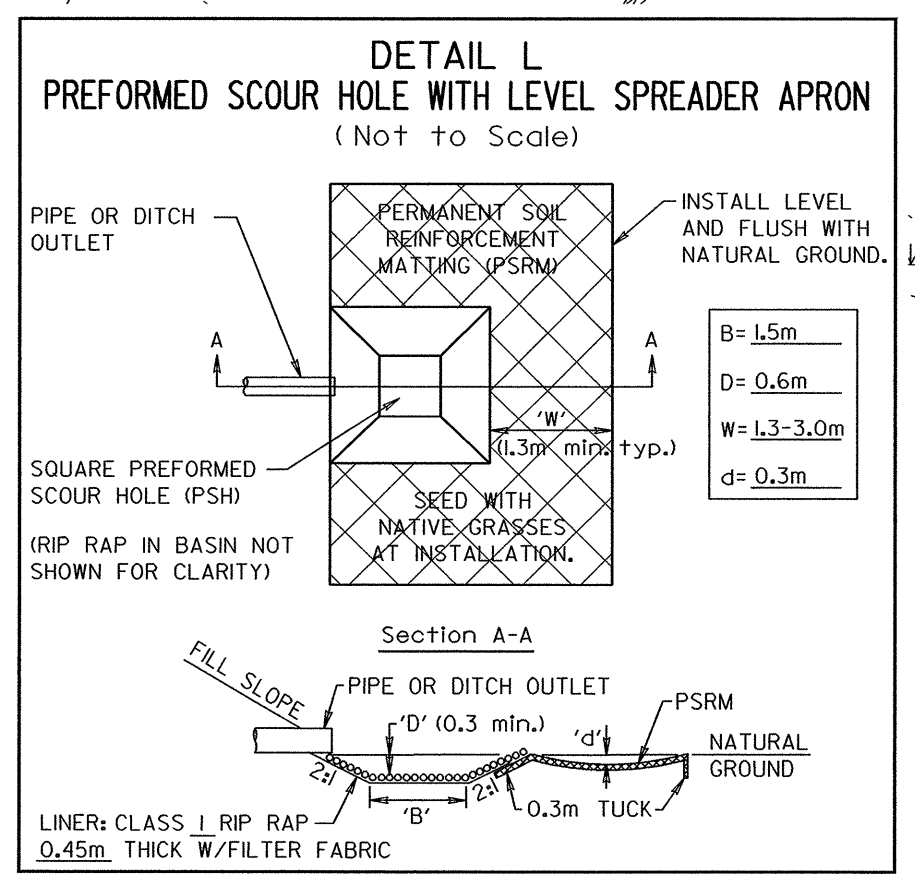 DETAIL L
PREFORMED SCOUR HOLE WITH LEVEL SPREADER APRON
(Not to Scale)
PIPE OR DITCH
OUTLET
PERMANENT SOIL
REINFORCEMENT
MATTING (PSRM)
INSTALL LEVEL
AND FLUSH WITH
NATURAL GROUND.
A
A
B= 1.5m
D= 0.6m
W= 1.3-3.0m
d= 0.3m
'W'
(1.3m min. typ.)
SQUARE PREFORMED
SCOUR HOLE (PSH)
(RIP RAP IN BASIN NOT
SHOWN FOR CLARITY)
SEED WITH
NATIVE GRASSES
AT INSTALLATION.
Section A-A
FILL SLOPE
PIPE OR DITCH OUTLET
'D' (0.3 min.)
'd'
PSRM
NATURAL
GROUND
2:1
'B'
2:1
0.3m TUCK
LINER: CLASS I RIP RAP
0.45m THICK W/FILTER FABRIC